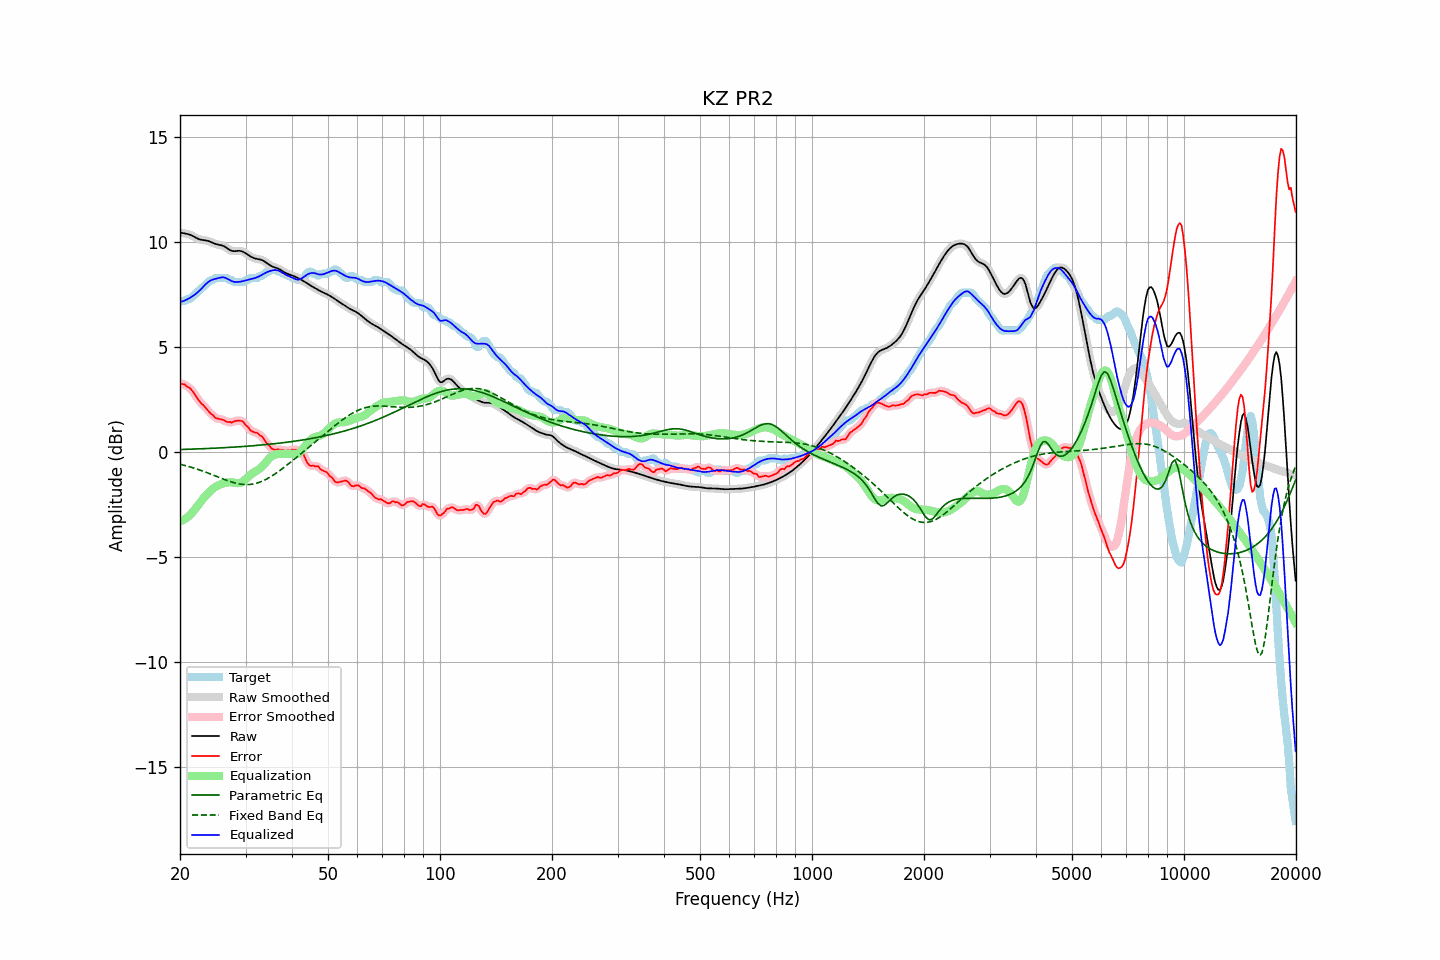 KZ PR2
15
10
5
0
−5
−10
−15
Amplitude (dBr)
Target
Raw Smoothed
Error Smoothed
Raw
Error
Equalization
Parametric Eq
Fixed Band Eq
Equalized
20 50 100 200 500 1000 2000 5000 10000 20000
Frequency (Hz)